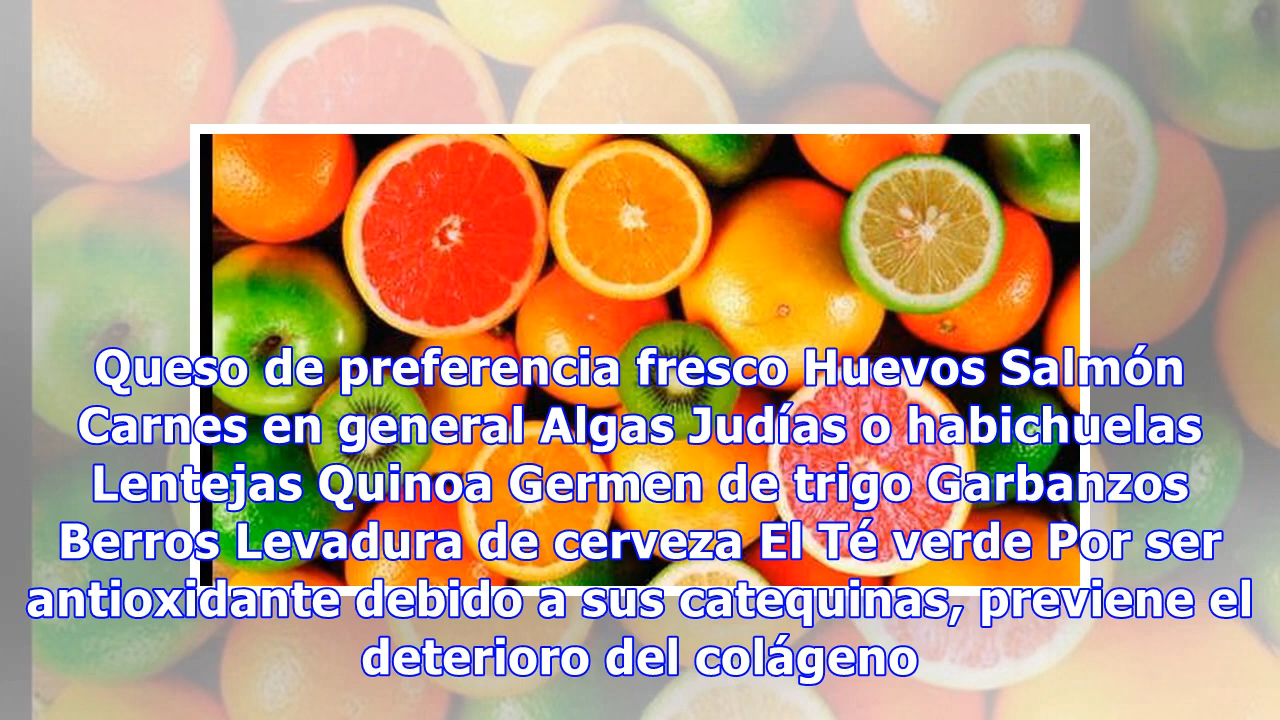 Queso de preferencia fresco Huevos Salmón
Carnes en general Algas Judías o habichuelas
Lentejas Quinoa Germen de trigo Garbanzos
Berros Levadura de cerveza El Té verde Por ser
antioxidante debido a sus catequinas, previene el
deterioro del colágeno